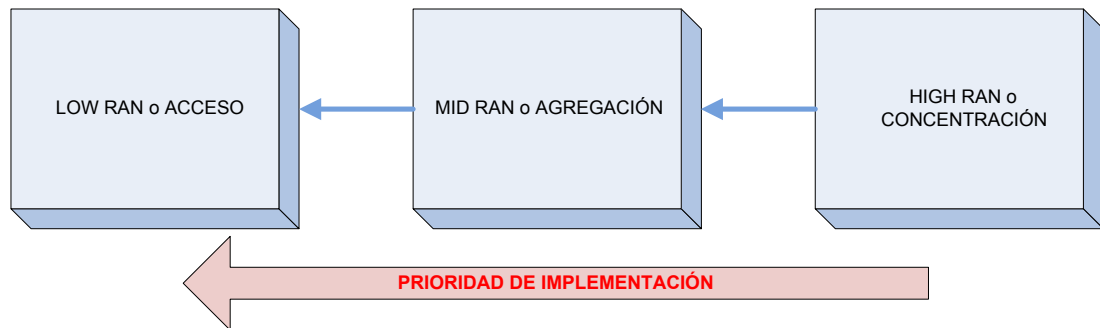 LOW RAN o ACCESO
MID RAN o AGREGACIÓN
HIGH RAN o
CONCENTRACIÓN
PRIORIDAD DE IMPLEMENTACIÓN